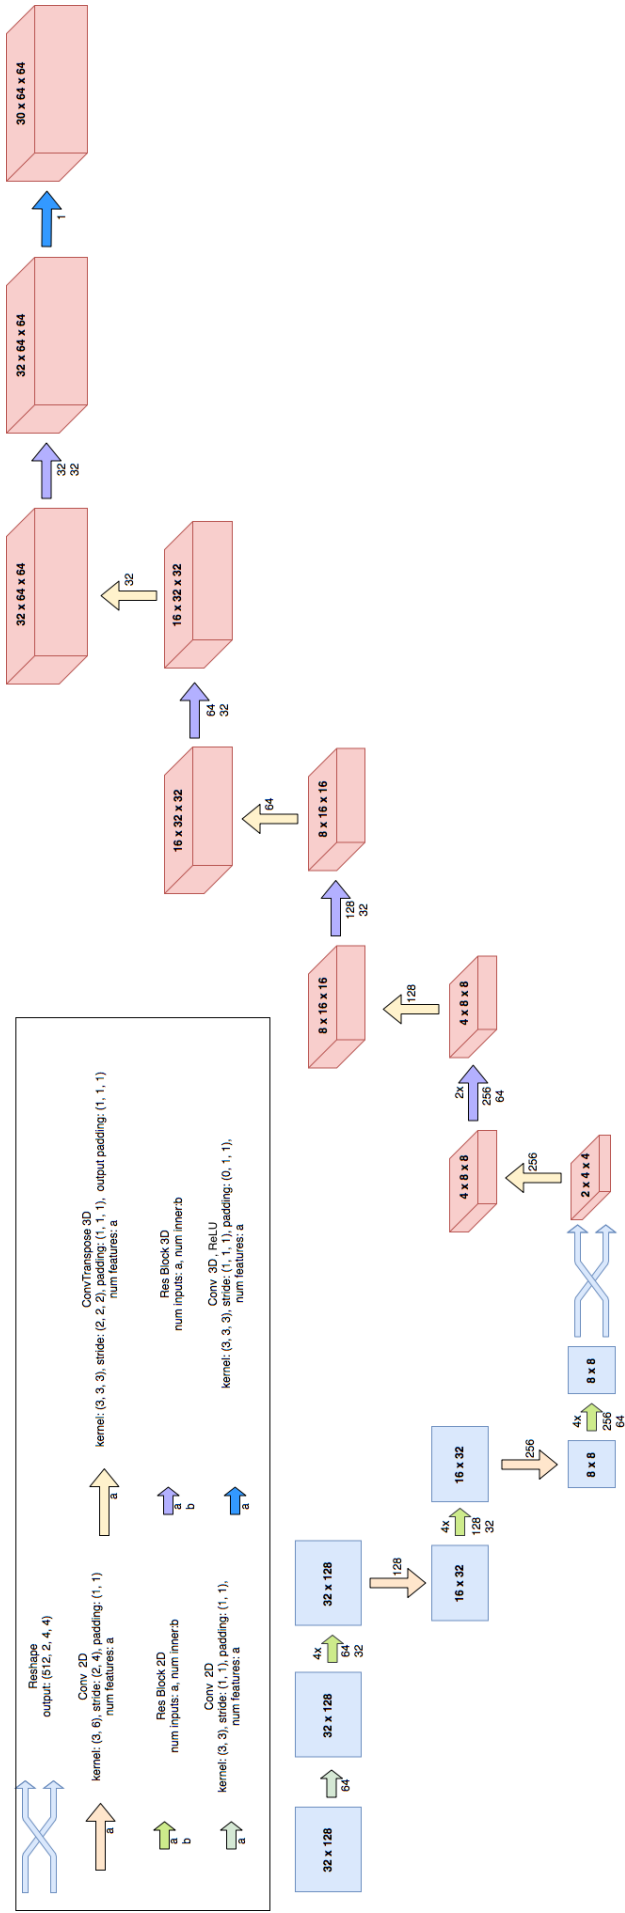 Reshape
output: (512, 2, 4, 4)
a
Conv 2D
kernel: (3, 6), stride: (2, 4), padding: (1, 1)
num features: a
a
ConvTranspose 3D
kernel: (3, 3, 3), stride: (2, 2, 2), padding: (1, 1, 1), output padding: (1, 1, 1)
num features: a
a
b
Res Block 2D
num inputs: a, num inner:b
a
b
Res Block 3D
num inputs: a, num inner:b
a
Conv 2D
kernel: (3, 3), stride: (1, 1), padding: (1, 1),
num features: a
a
Conv 3D, ReLU
kernel: (3, 3, 3), stride: (1, 1, 1), padding: (0, 1, 1),
num features: a
32 x 128
64
32 x 128
4x
64
32
32 x 128
128
16 x 32
4x
128
32
16 x 32
256
8 x 8
4x
256
64
8 x 8
2 x 4 x 4
256
4 x 8 x 8
2x
256
64
4 x 8 x 8
128
8 x 16 x 16
128
32
8 x 16 x 16
64
16 x 32 x 32
64
32
16 x 32 x 32
32
32 x 64 x 64
32
32
32 x 64 x 64
1
30 x 64 x 64